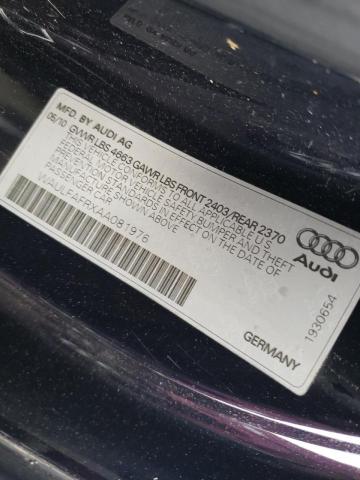 MFD. BY AUDI AG
05/10
GVWR LBS 4663 GAWR LBS FRONT 2403/REAR 2370
THIS VEHICLE CONFORMS TO ALL APPLICABLE U S
FEDERAL MOTOR VEHICLE SAFETY BUMPER AND THEFT
PREVENTION STANDARDS IN EFFECT ON THE DATE OF
MANUFACTURE SHOWN ABOVE
PASSENGER CAR
WAULFAFRXAA081976
Audi
1930654
GERMANY